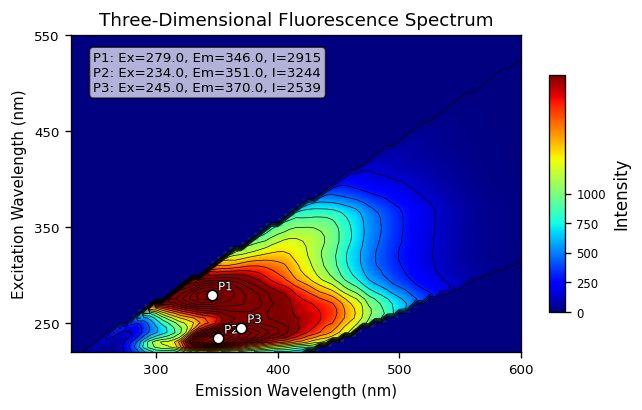 Three-Dimensional Fluorescence Spectrum
P1: Ex=279.0, Em=346.0, I=2915
P2: Ex=234.0, Em=351.0, I=3244
P3: Ex=245.0, Em=370.0, I=2539
Excitation Wavelength (nm)
550
450
350
250
P1
P2
P3
300
400
500
600
Emission Wavelength (nm)
1000
750
500
250
0
Intensity